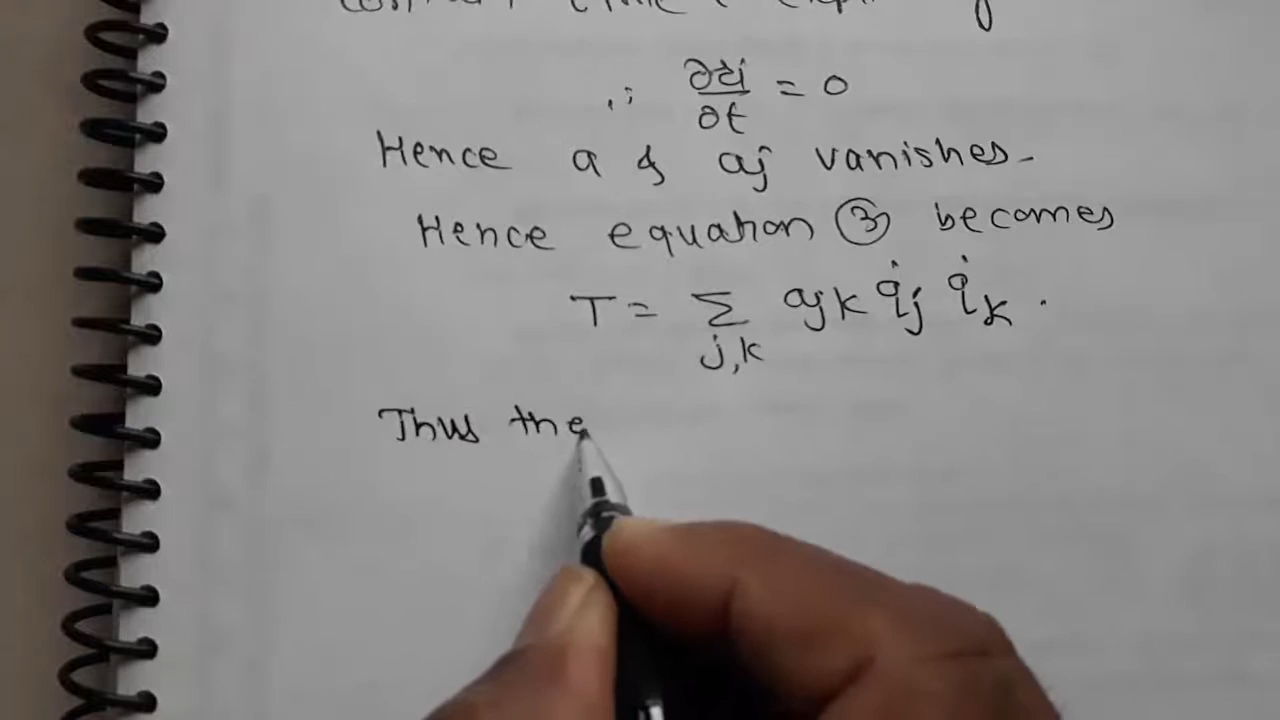 ∴ ∂r̄i/∂t = 0
Hence a & aj vanishes.
Hence equation ③ becomes
T = Σ ajk q̇j q̇k .
j,k
Thus the